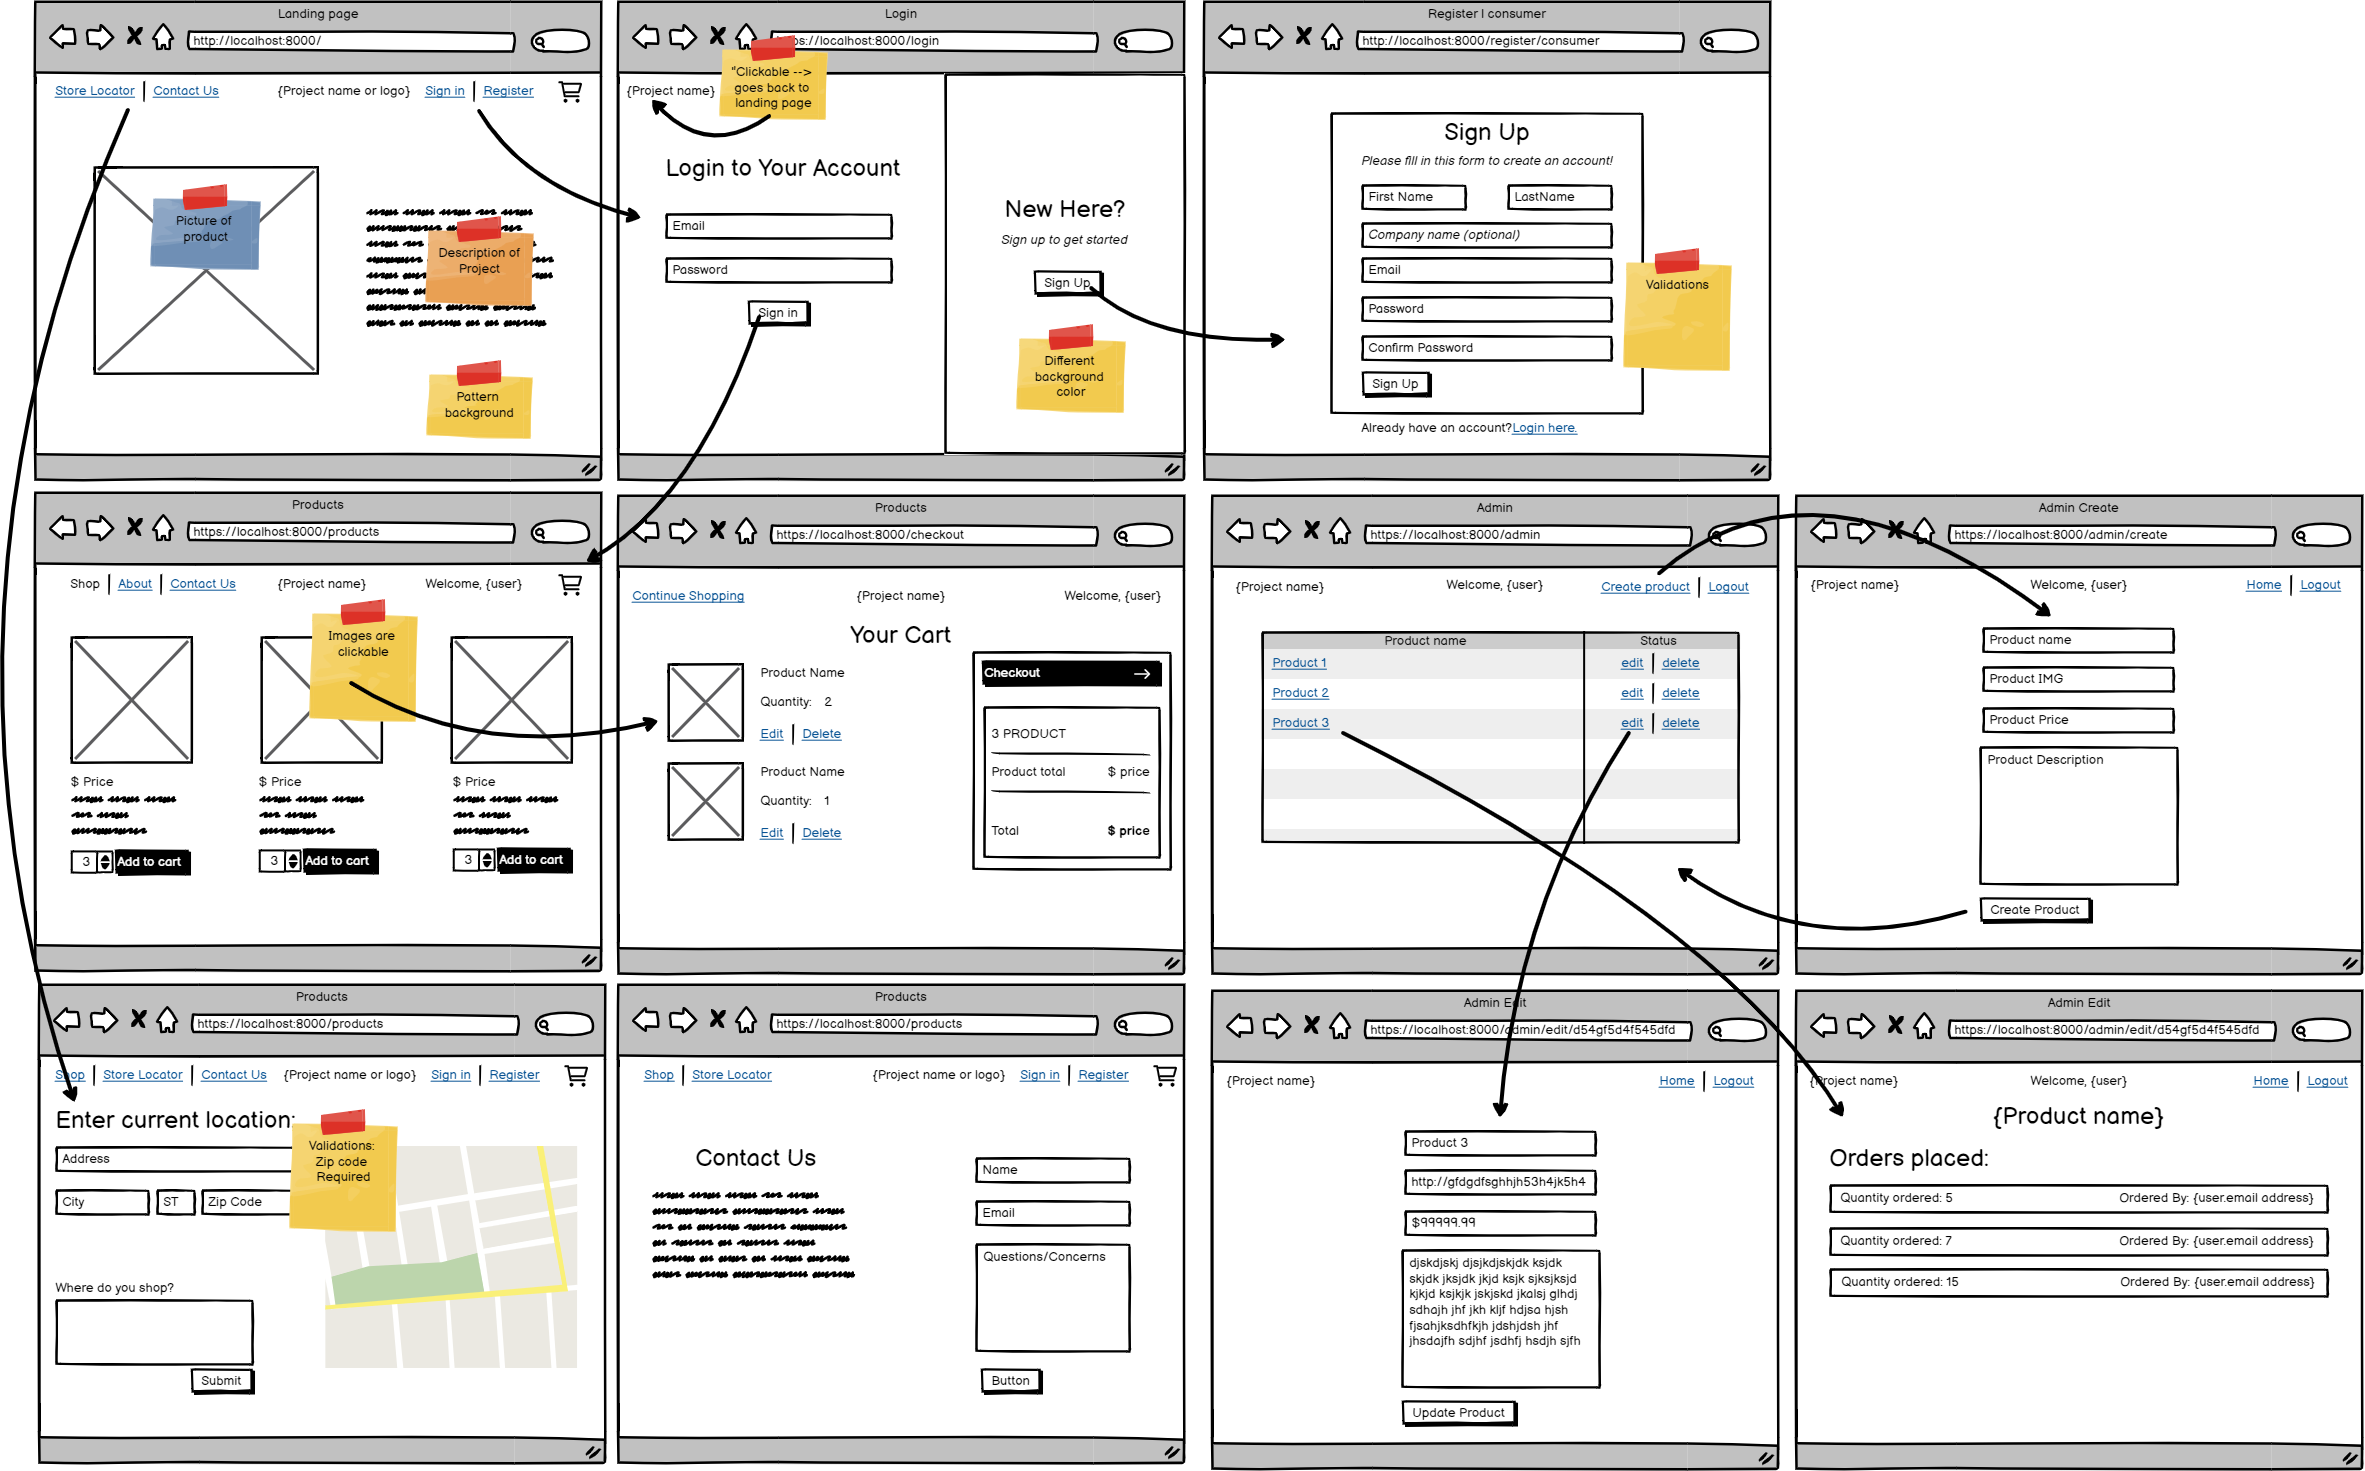 Landing page
http://localhost:8000/
Store Locator | Contact Us {Project name or logo} Sign in | Register
Picture of
product
Description of
Project
Pattern
background
Login
https://localhost:8000/login
"Clickable -->
goes back to
landing page
{Project name}
Login to Your Account
Email
Password
Sign in
New Here?
Sign up to get started
Sign Up
Different
background
color
Register | consumer
http://localhost:8000/register/consumer
Sign Up
Please fill in this form to create an account!
First Name LastName
Company name (optional)
Email
Password
Confirm Password
Sign Up
Validations
Already have an account?Login here.
Products
https://localhost:8000/products
Shop | About | Contact Us {Project name} Welcome, {user}
Images are
clickable
$ Price $ Price $ Price
3 Add to cart 3 Add to cart 3 Add to cart
Products
https://localhost:8000/checkout
Continue Shopping {Project name} Welcome, {user}
Your Cart
Product Name
Quantity: 2
Edit | Delete
Product Name
Quantity: 1
Edit | Delete
Checkout
3 PRODUCT
Product total $ price
Total $ price
Admin
https://localhost:8000/admin
{Project name} Welcome, {user} Create product | Logout
Product name Status
Product 1 edit | delete
Product 2 edit | delete
Product 3 edit | delete
Admin Create
https://localhost:8000/admin/create
{Project name} Welcome, {user} Home | Logout
Product name
Product IMG
Product Price
Product Description
Create Product
Products
https://localhost:8000/products
Shop | Store Locator | Contact Us {Project name or logo} Sign in | Register
Enter current location:
Address
City ST Zip Code
Validations:
Zip code
Required
Where do you shop?
Submit
Products
https://localhost:8000/products
Shop | Store Locator {Project name or logo} Sign in | Register
Contact Us
Name
Email
Questions/Concerns
Button
Admin Edit
https://localhost:8000/admin/edit/d54gf5d4f545dfd
{Project name} Home | Logout
Product 3
http://gfdgdfsghhjh53h4jk5h4
$99999.99
djskdjskj djsjkdjskjdk ksjdk
skjdk jksjdk jkjd ksjk sjksjksjd
kjkjd ksjkjk jskjskd jkalsj glhdj
sdhajh jhf jkh kljf hdjsa hjsh
fjsahjksdhfkjh jdshjdsh jhf
jhsdajfh sdjhf jsdhfj hsdjh sjfh
Update Product
Admin Edit
https://localhost:8000/admin/edit/d54gf5d4f545dfd
{Project name} Welcome, {user} Home | Logout
{Product name}
Orders placed:
Quantity ordered: 5 Ordered By: {user.email address}
Quantity ordered: 7 Ordered By: {user.email address}
Quantity ordered: 15 Ordered By: {user.email address}